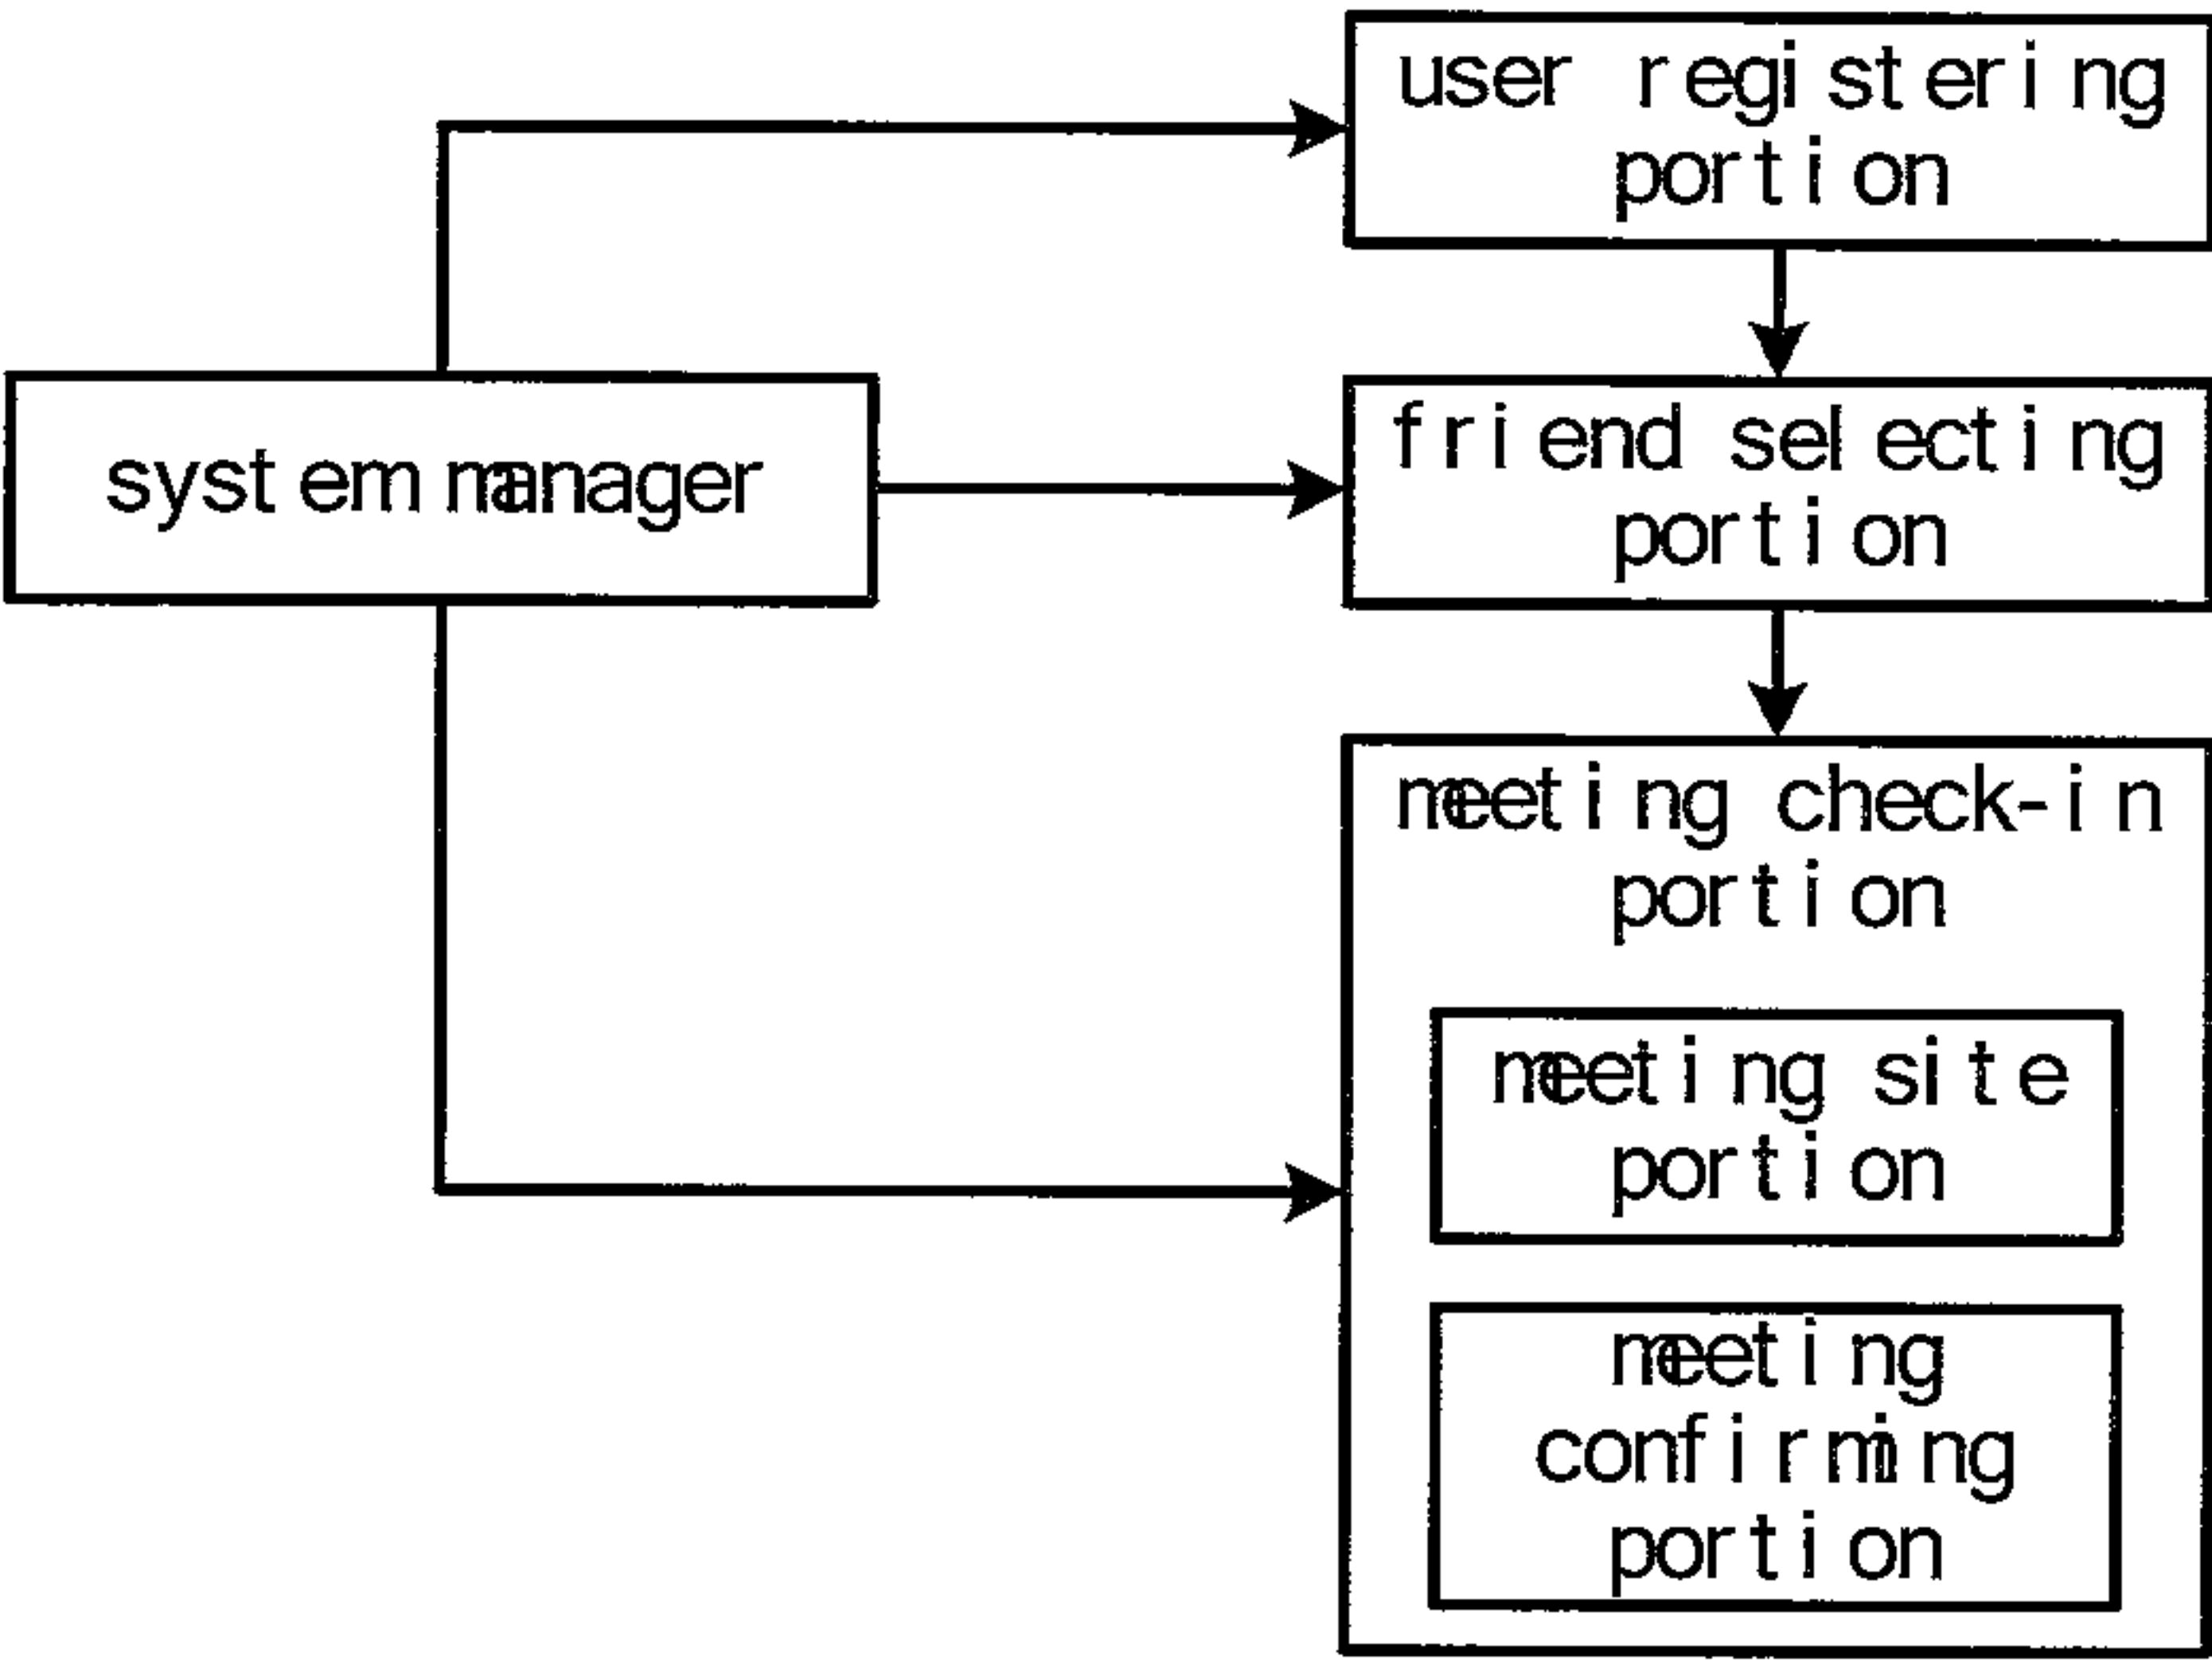 user registering
portion
system manager
friend selecting
portion
meeting check-in
portion
meeting site
portion
meeting
confirming
portion